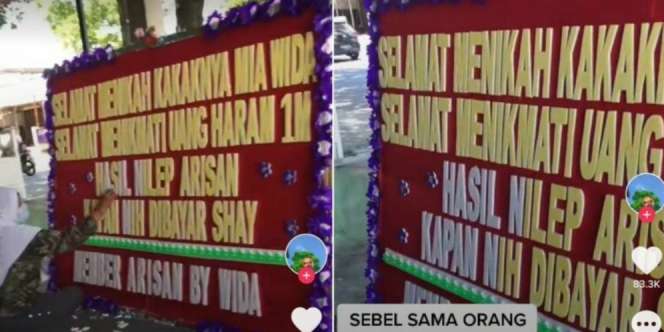 SELAMAT MENIKAH KAKAKNYA MIA WIDA
SELAMAT MENIKMATI UANG HARAM 1M
HASIL NILEP ARISAN
KAPAN NIH DIBAYAR SHAY
MEMBER ARISAN BY WIDA
SELAMAT MENIKAH KAKAK
SELAMAT MENIKMATI UANG
HASIL NILEP ARIS
KAPAN NIH DIBAYAR
83.3K
SEBEL SAMA ORANG